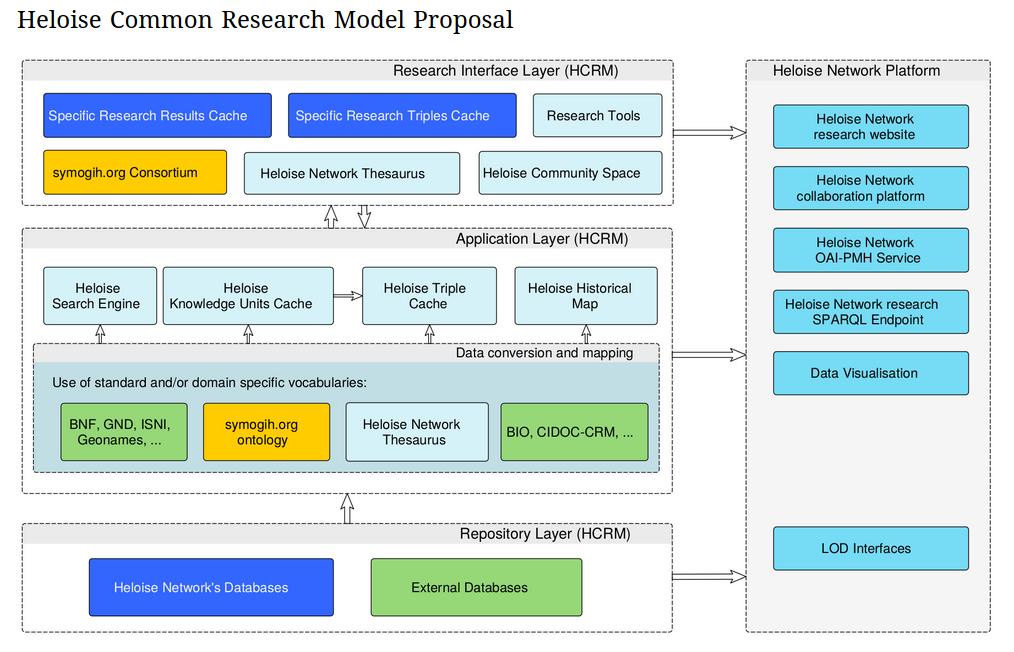 Heloise Common Research Model Proposal
Research Interface Layer (HCRM)
Specific Research Results Cache
Specific Research Triples Cache
Research Tools
symogih.org Consortium
Heloise Network Thesaurus
Heloise Community Space
Application Layer (HCRM)
Heloise
Search Engine
Heloise
Knowledge Units Cache
Heloise Triple
Cache
Heloise Historical
Map
Data conversion and mapping
Use of standard and/or domain specific vocabularies:
BNF, GND, ISNI,
Geonames, ...
symogih.org
ontology
Heloise Network
Thesaurus
BIO, CIDOC-CRM, ...
Repository Layer (HCRM)
Heloise Network's Databases
External Databases
Heloise Network Platform
Heloise Network
research website
Heloise Network
collaboration platform
Heloise Network
OAI-PMH Service
Heloise Network research
SPARQL Endpoint
Data Visualisation
LOD Interfaces